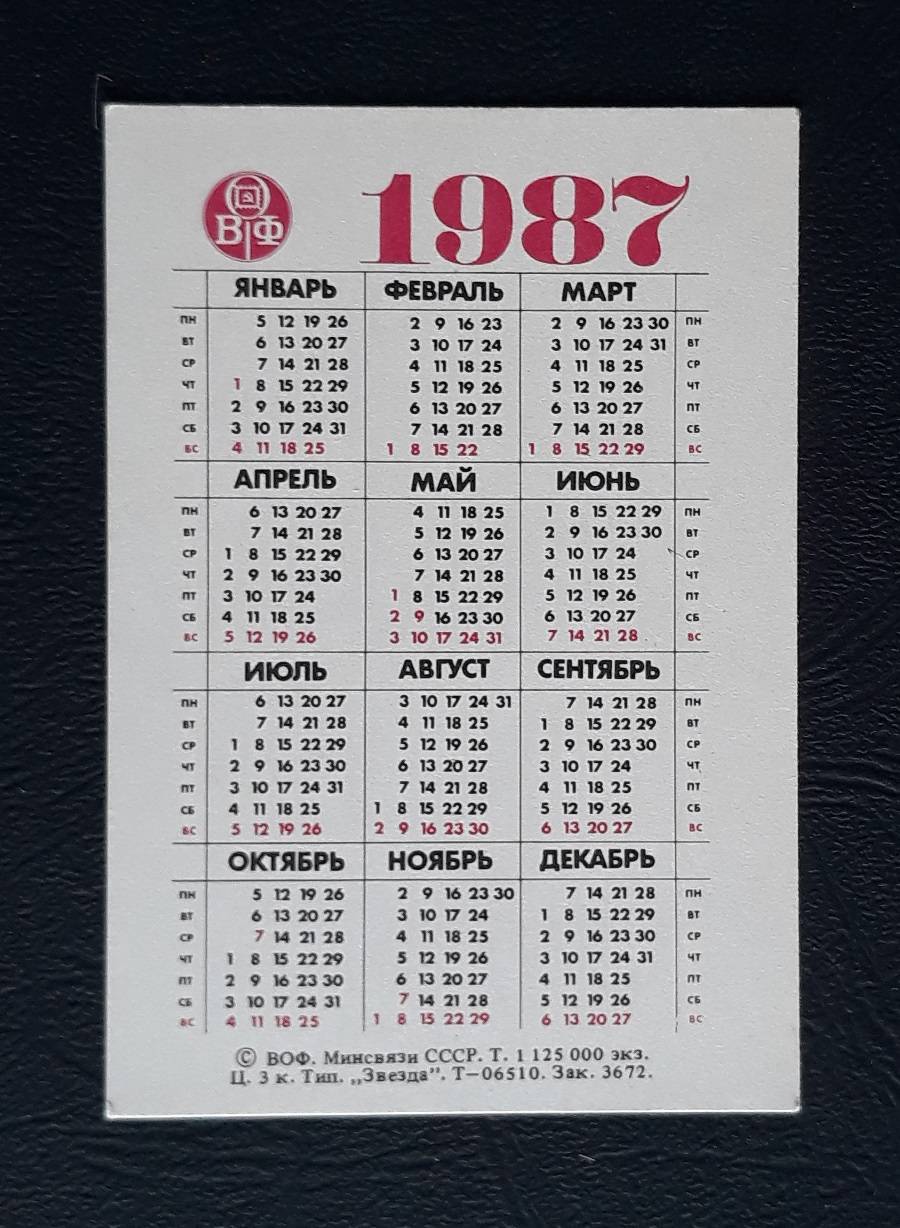 ВОФ 1987
ЯНВАРЬ ФЕВРАЛЬ МАРТ
ПН 5 12 19 26 2 9 16 23 2 9 16 23 30 ПН
ВТ 6 13 20 27 3 10 17 24 3 10 17 24 31 ВТ
СР 7 14 21 28 4 11 18 25 4 11 18 25 СР
ЧТ 1 8 15 22 29 5 12 19 26 5 12 19 26 ЧТ
ПТ 2 9 16 23 30 6 13 20 27 6 13 20 27 ПТ
СБ 3 10 17 24 31 7 14 21 28 7 14 21 28 СБ
ВС 4 11 18 25 1 8 15 22 1 8 15 22 29 ВС
АПРЕЛЬ МАЙ ИЮНЬ
ПН 6 13 20 27 4 11 18 25 1 8 15 22 29 ПН
ВТ 7 14 21 28 5 12 19 26 2 9 16 23 30 ВТ
СР 1 8 15 22 29 6 13 20 27 3 10 17 24 СР
ЧТ 2 9 16 23 30 7 14 21 28 4 11 18 25 ЧТ
ПТ 3 10 17 24 1 8 15 22 29 5 12 19 26 ПТ
СБ 4 11 18 25 2 9 16 23 30 6 13 20 27 СБ
ВС 5 12 19 26 3 10 17 24 31 7 14 21 28 ВС
ИЮЛЬ АВГУСТ СЕНТЯБРЬ
ПН 6 13 20 27 3 10 17 24 31 7 14 21 28 ПН
ВТ 7 14 21 28 4 11 18 25 1 8 15 22 29 ВТ
СР 1 8 15 22 29 5 12 19 26 2 9 16 23 30 СР
ЧТ 2 9 16 23 30 6 13 20 27 3 10 17 24 ЧТ
ПТ 3 10 17 24 31 7 14 21 28 4 11 18 25 ПТ
СБ 4 11 18 25 1 8 15 22 29 5 12 19 26 СБ
ВС 5 12 19 26 2 9 16 23 30 6 13 20 27 ВС
ОКТЯБРЬ НОЯБРЬ ДЕКАБРЬ
ПН 5 12 19 26 2 9 16 23 30 7 14 21 28 ПН
ВТ 6 13 20 27 3 10 17 24 1 8 15 22 29 ВТ
СР 7 14 21 28 4 11 18 25 2 9 16 23 30 СР
ЧТ 1 8 15 22 29 5 12 19 26 3 10 17 24 31 ЧТ
ПТ 2 9 16 23 30 6 13 20 27 4 11 18 25 ПТ
СБ 3 10 17 24 31 7 14 21 28 5 12 19 26 СБ
ВС 4 11 18 25 1 8 15 22 29 6 13 20 27 ВС
© ВОФ. Минсвязи СССР. Т. 1 125 000 экз.
Ц. 3 к. Тип. „Звезда". Т—06510. Зак. 3672.